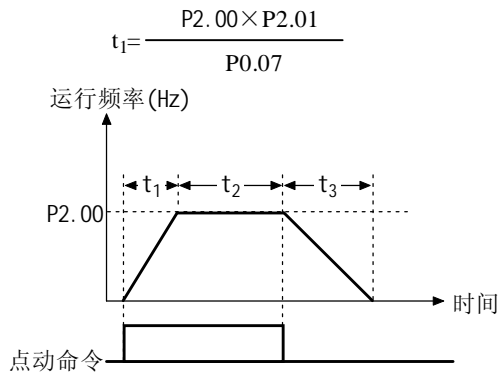 t₁= P2.00×P2.01
P0.07
运行频率(Hz)
t₁ t₂ t₃
P2.00
时间
点动命令